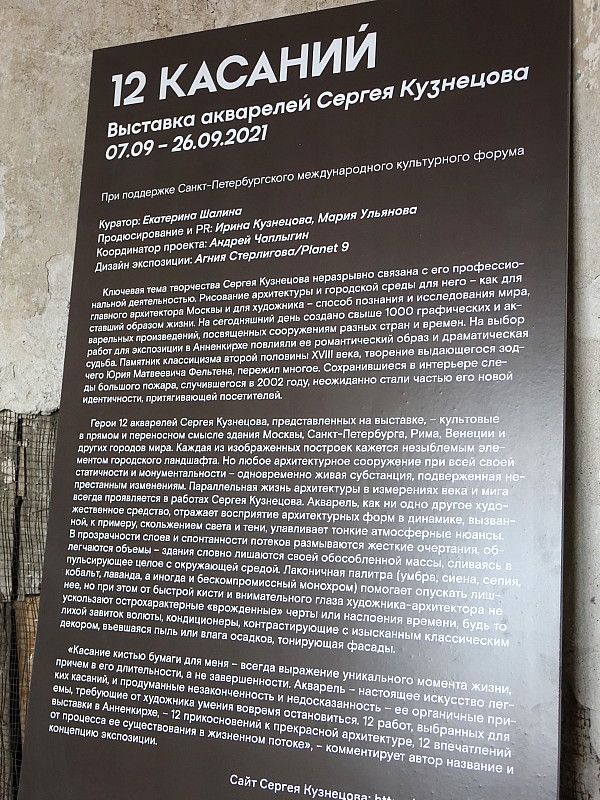 12 КАСАНИЙ
Выставка акварелей Сергея Кузнецова
07.09 – 26.09.2021
При поддержке Санкт-Петербургского международного культурного форума
Куратор: Екатерина Шалина
Продюсирование и PR: Ирина Кузнецова, Мария Ульянова
Координатор проекта: Андрей Чаплыгин
Дизайн экспозиции: Агния Стерлигова/Planet 9
Ключевая тема творчества Сергея Кузнецова неразрывно связана с его профессио-
нальной деятельностью. Рисование архитектуры и городской среды для него – как для
главного архитектора Москвы и для художника – способ познания и исследования мира,
ставший образом жизни. На сегодняшний день создано свыше 1000 графических и ак-
варельных произведений, посвященных сооружениям разных стран и времен. На выбор
работ для экспозиции в Анненкирхе повлияли ее романтический образ и драматическая
судьба. Памятник классицизма второй половины XVIII века, творение выдающегося зод-
чего Юрия Матвеевича Фельтена, пережил многое. Сохранившиеся в интерьере сле-
ды большого пожара, случившегося в 2002 году, неожиданно стали частью его новой
идентичности, притягивающей посетителей.
Герои 12 акварелей Сергея Кузнецова, представленных на выставке, – культовые
в прямом и переносном смысле здания Москвы, Санкт-Петербурга, Рима, Венеции и
других городов мира. Каждая из изображенных построек кажется незыблемым эле-
ментом городского ландшафта. Но любое архитектурное сооружение при всей своей
статичности и монументальности – одновременно живая субстанция, подверженная не-
престанным изменениям. Параллельная жизнь архитектуры в измерениях века и мига
всегда проявляется в работах Сергея Кузнецова. Акварель, как ни одно другое худо-
жественное средство, отражает восприятие архитектурных форм в динамике, вызван-
ной, к примеру, скольжением света и тени, улавливает тонкие атмосферные нюансы.
В прозрачности слоев и спонтанности потеков размываются жесткие очертания, об-
легчаются объемы – здания словно лишаются своей обособленной массы, сливаясь в
пульсирующее целое с окружающей средой. Лаконичная палитра (умбра, сиена, сепия,
кобальт, лаванда, а иногда и бескомпромиссный монохром) помогает опускать лиш-
нее, но при этом от быстрой кисти и внимательного глаза художника-архитектора не
ускользают острохарактерные «врожденные» черты или наслоения времени, будь то
лихой завиток волюты, кондиционеры, контрастирующие с изысканным классическим
декором, въевшаяся пыль или влага осадков, тонирующая фасады.
«Касание кистью бумаги для меня – всегда выражение уникального момента жизни,
причем в его длительности, а не завершенности. Акварель – настоящее искусство лег-
ких касаний, и продуманные незаконченность и недосказанность – ее органичные при-
емы, требующие от художника умения вовремя остановиться. 12 работ, выбранных для
выставки в Анненкирхе, – 12 прикосновений к прекрасной архитектуре, 12 впечатлений
от процесса ее существования в жизненном потоке», – комментирует автор название и
концепцию экспозиции.
Сайт Сергея Кузнецова: